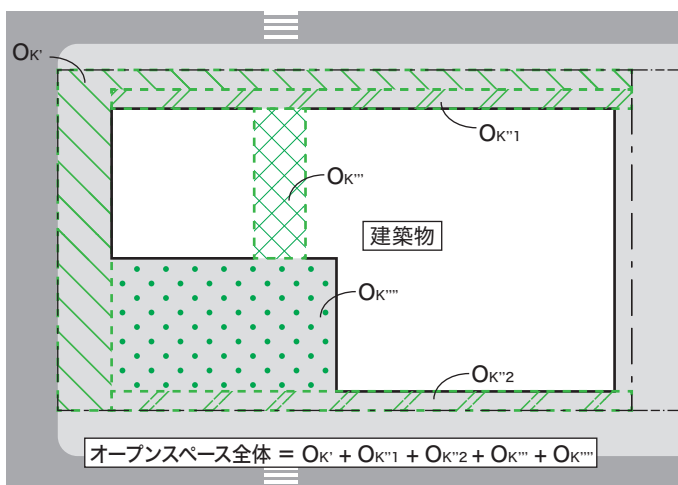 OK'
OK"1
OK"'
建築物
OK""
OK"2
オープンスペース全体 = OK' + OK"1 + OK"2 + OK"' + OK""